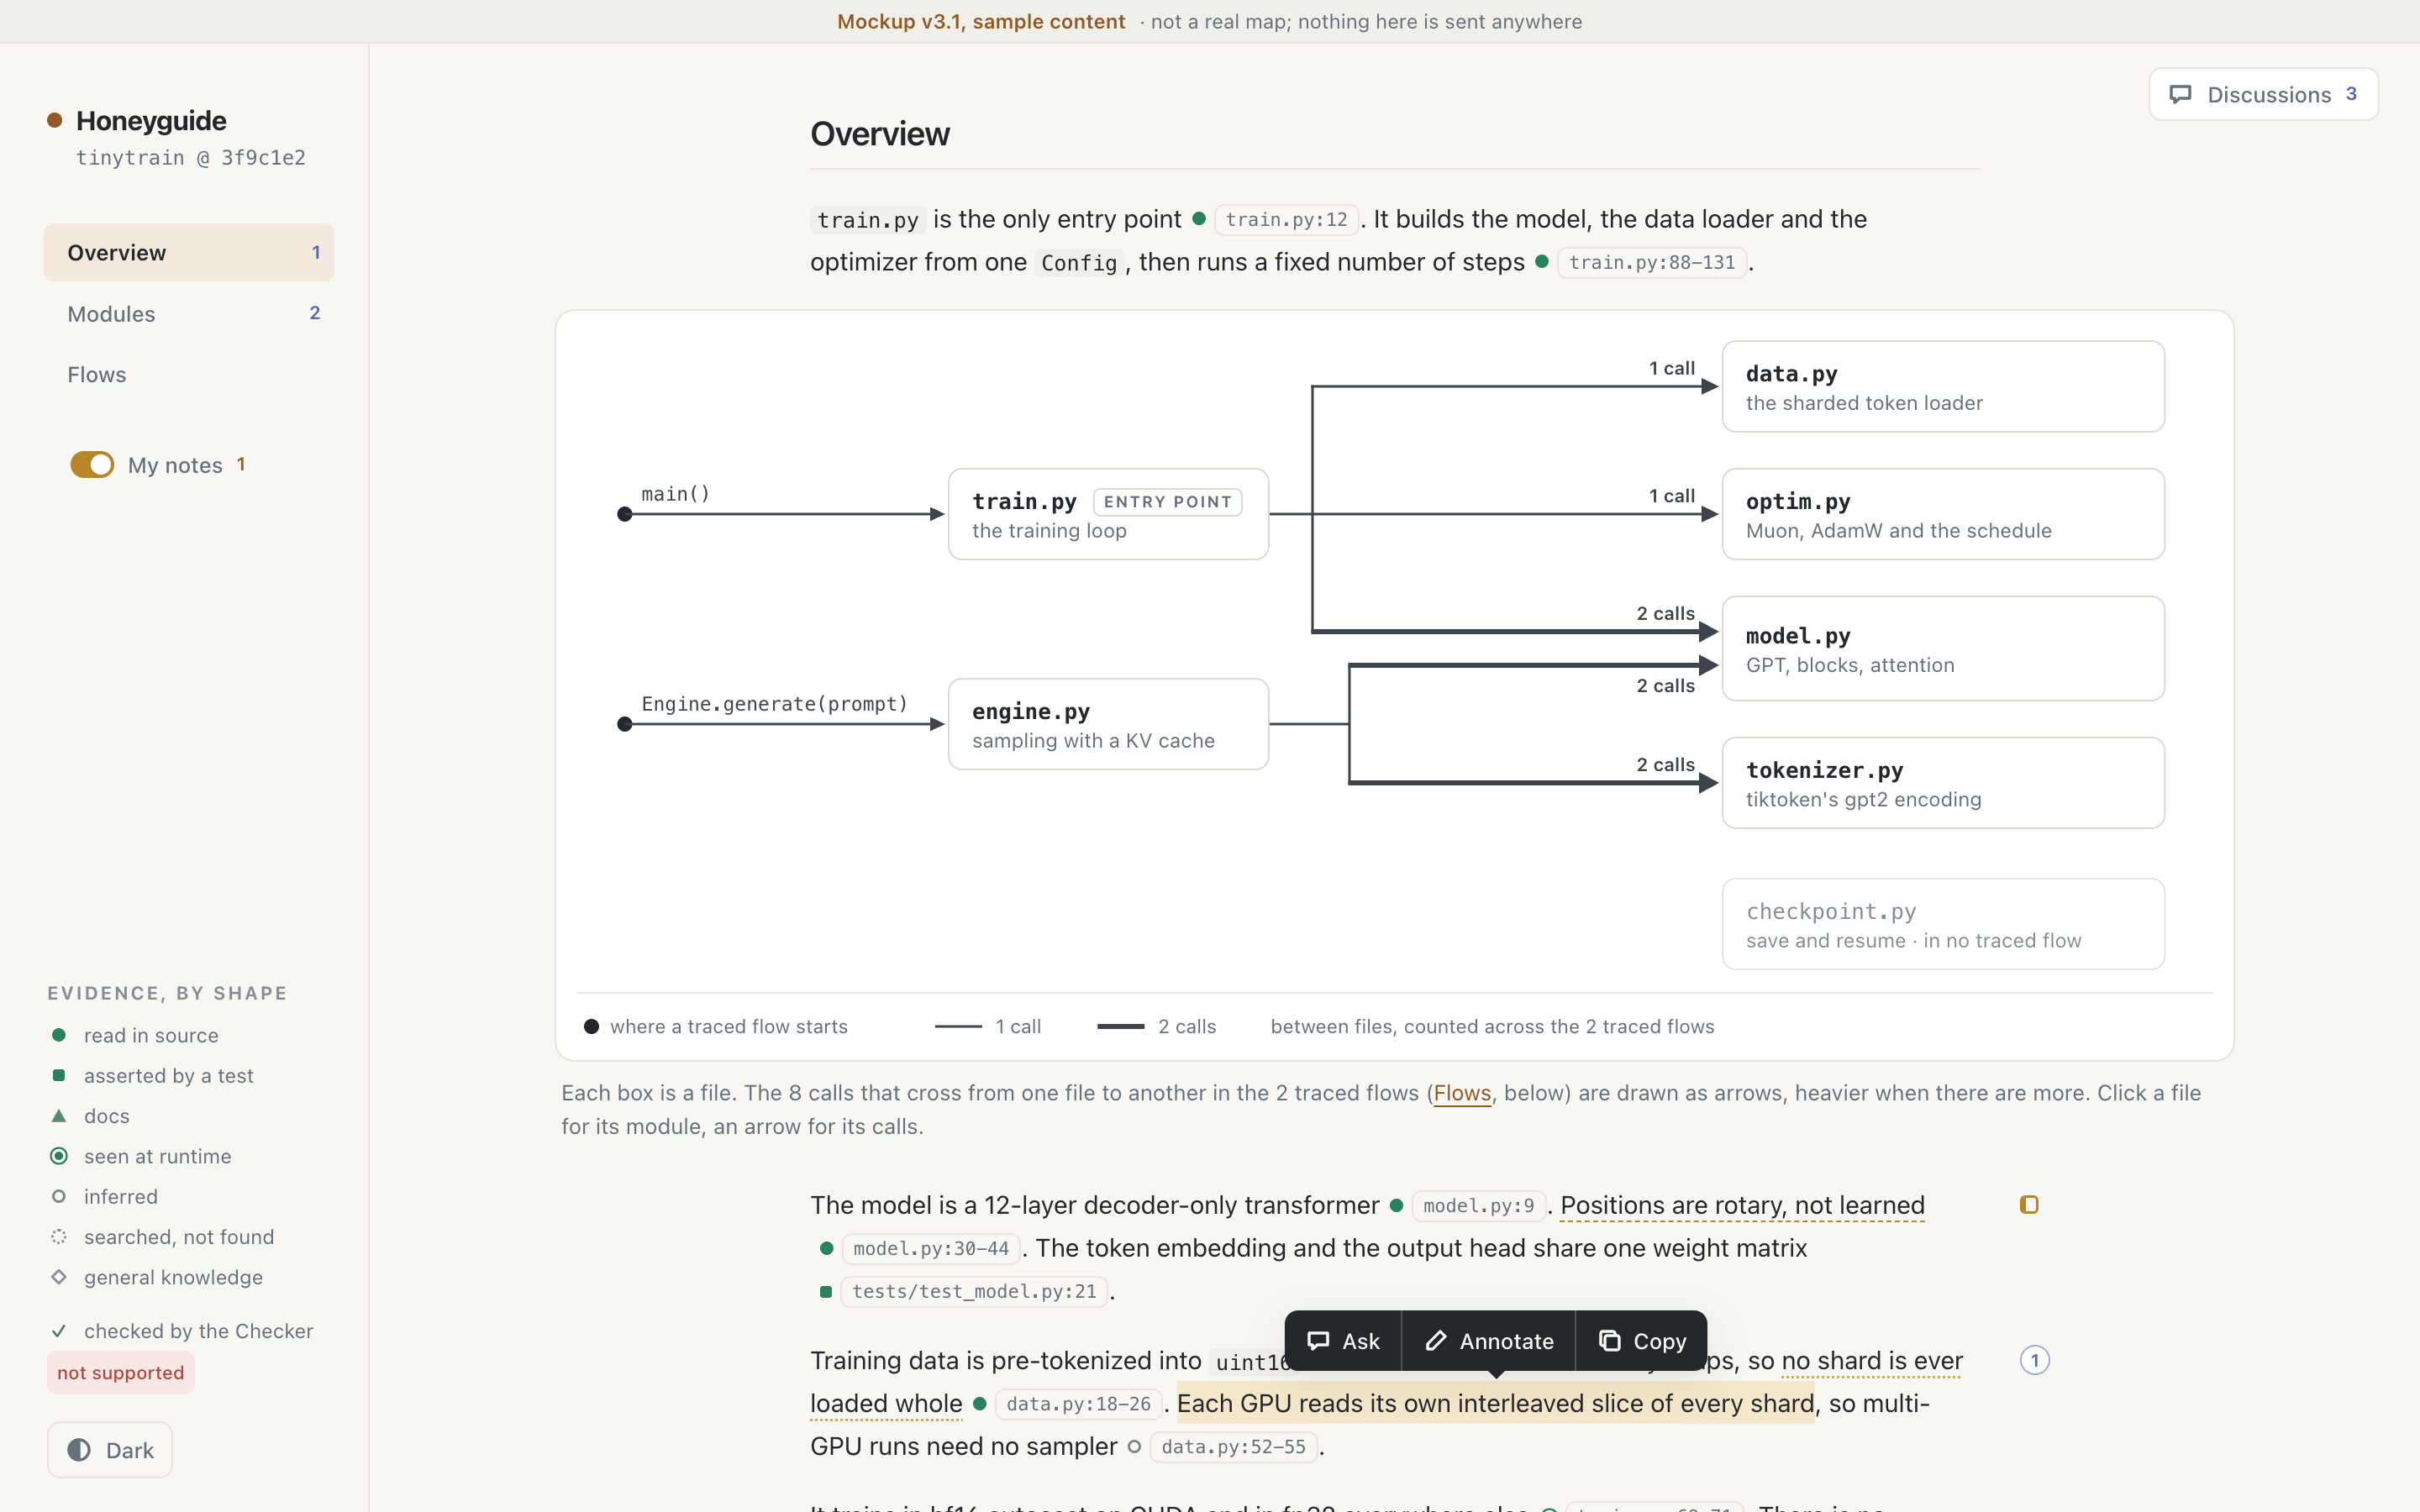 Mockup v3.1, sample content · not a real map; nothing here is sent anywhere
Honeyguide
tinytrain @ 3f9c1e2
Overview 1
Modules 2
Flows
My notes 1
EVIDENCE, BY SHAPE
read in source
asserted by a test
docs
seen at runtime
inferred
searched, not found
general knowledge
checked by the Checker
not supported
Dark
Discussions 3
Overview
train.py is the only entry point train.py:12. It builds the model, the data loader and the
optimizer from one Config, then runs a fixed number of steps train.py:88–131.
main()
train.py ENTRY POINT
the training loop
Engine.generate(prompt)
engine.py
sampling with a KV cache
1 call
data.py
the sharded token loader
1 call
optim.py
Muon, AdamW and the schedule
2 calls
model.py
GPT, blocks, attention
2 calls
2 calls
tokenizer.py
tiktoken's gpt2 encoding
checkpoint.py
save and resume · in no traced flow
where a traced flow starts 1 call 2 calls between files, counted across the 2 traced flows
Each box is a file. The 8 calls that cross from one file to another in the 2 traced flows (Flows, below) are drawn as arrows, heavier when there are more. Click a file
for its module, an arrow for its calls.
The model is a 12-layer decoder-only transformer model.py:9. Positions are rotary, not learned
model.py:30–44. The token embedding and the output head share one weight matrix
tests/test_model.py:21.
Ask Annotate Copy
Training data is pre-tokenized into so no shard is ever 1
loaded whole data.py:18–26. Each GPU reads its own interleaved slice of every shard, so multi-
GPU runs need no sampler data.py:52–55.